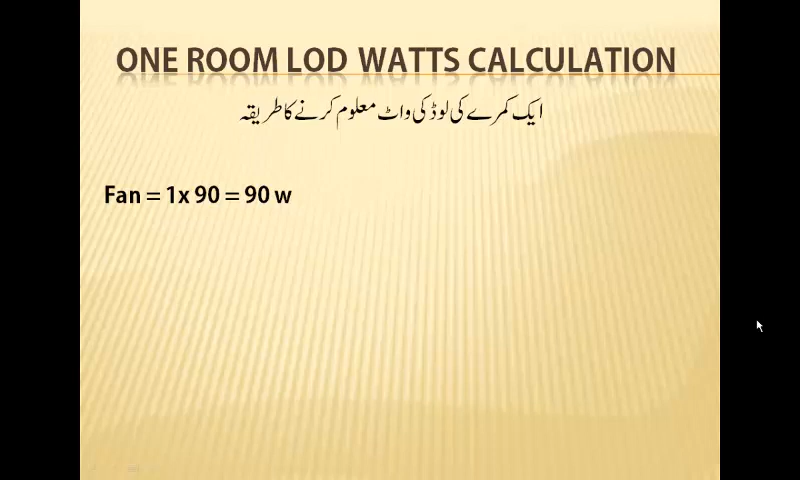 ONE ROOM LOD WATTS CALCULATION
ایک کمرے کی لوڈ کی واٹ معلوم کرنے کا طریقہ
Fan = 1x 90 = 90 w